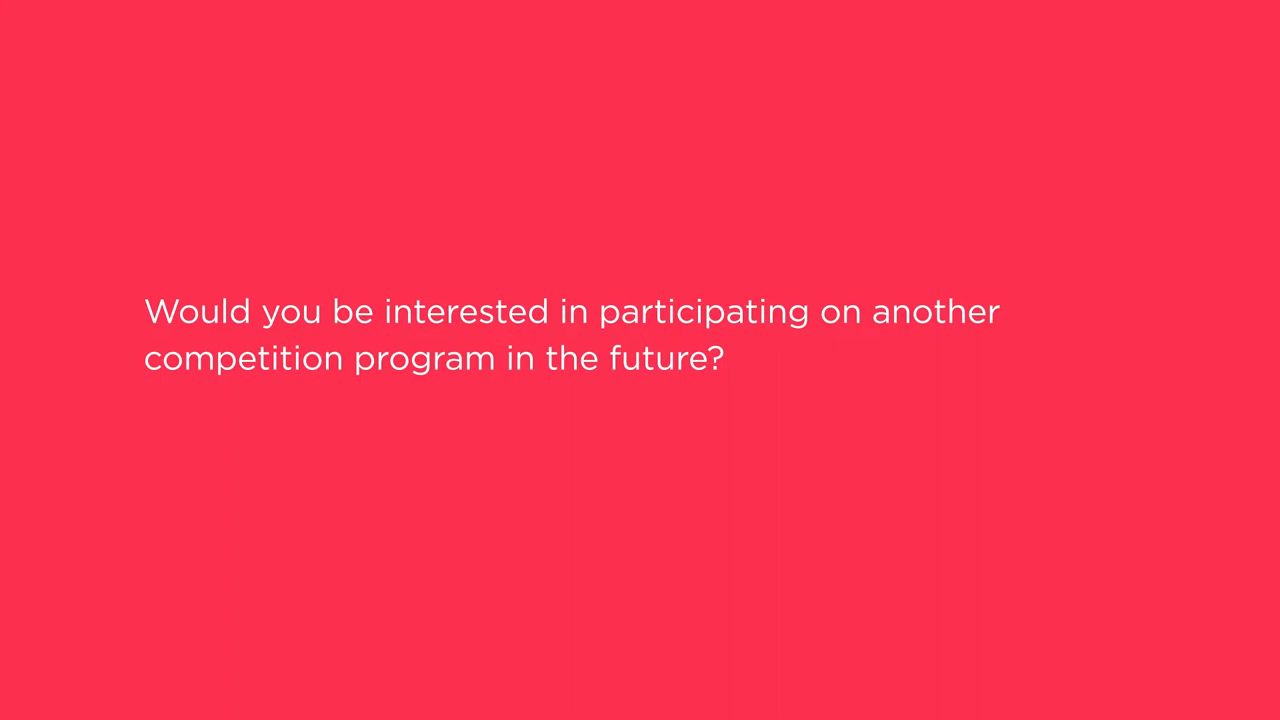 Would you be interested in participating on another
competition program in the future?